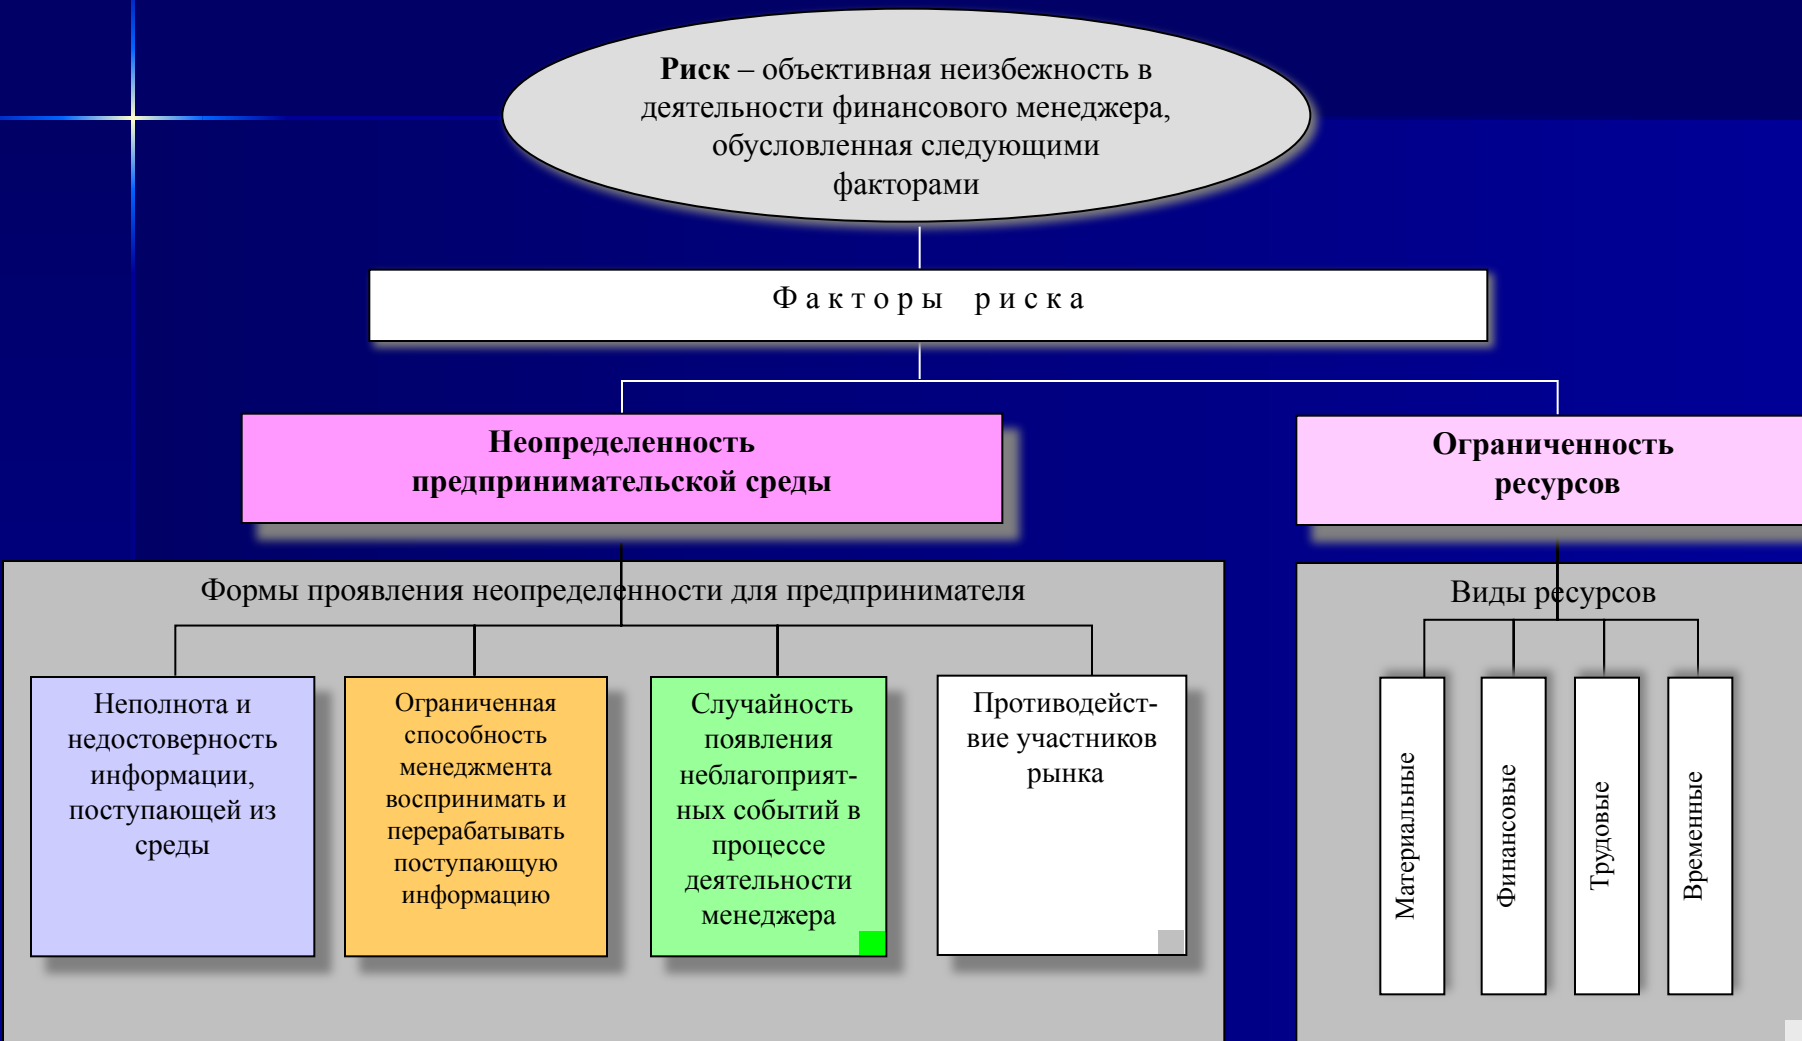 Риск – объективная неизбежность в
деятельности финансового менеджера,
обусловленная следующими
факторами
Ф а к т о р ы р и с к а
Неопределенность
предпринимательской среды
Ограниченность
ресурсов
Формы проявления неопределенности для предпринимателя
Неполнота и
недостоверность
информации,
поступающей из
среды
Ограниченная
способность
менеджмента
воспринимать и
перерабатывать
поступающую
информацию
Случайность
появления
неблагоприят-
ных событий в
процессе
деятельности
менеджера
Противодейст-
вие участников
рынка
Виды ресурсов
Материальные
Финансовые
Трудовые
Временные